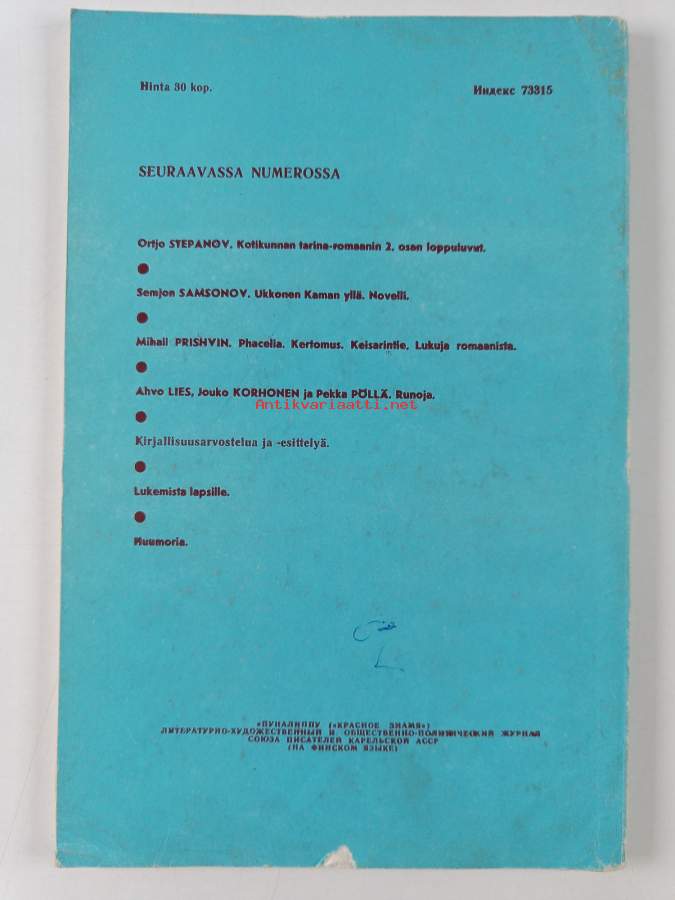 Hinta 30 kop.
Индекс 73315
SEURAAVASSA NUMEROSSA
Ortjo STEPANOV. Kotikunnan tarina-romaanin 2. osan loppuluvut.
Semjon SAMSONOV. Ukkonen Kaman yllä. Novelli.
Mihail PRISHVIN. Phacelia. Kertomus. Keisarintie. Lukuja romaanista.
Ahvo LIES, Jouko KORHONEN ja Pekka PÖLLÄ. Runoja.
Antikvariaatti.net
Kirjallisuusarvostelua ja -esittelyä.
Lukemista lapsille.
Huumoria.
«ПУНАЛИППУ («КРАСНОЕ ЗНАМЯ»)
ЛИТЕРАТУРНО-ХУДОЖЕСТВЕННЫЙ И ОБЩЕСТВЕННО-ПОЛИТИЧЕСКИЙ ЖУРНАЛ
СОЮЗА ПИСАТЕЛЕЙ КАРЕЛЬСКОЙ АССР
(НА ФИНСКОМ ЯЗЫКЕ)